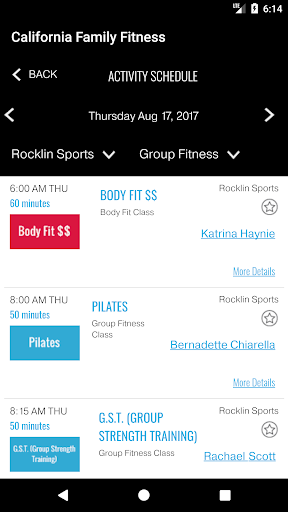 LTE 6:14
California Family Fitness
BACK ACTIVITY SCHEDULE
Thursday Aug 17, 2017
Rocklin Sports Group Fitness
6:00 AM THU
60 minutes
Body Fit $$
BODY FIT $$
Body Fit Class
Rocklin Sports
Katrina Haynie
More Details
8:00 AM THU
50 minutes
Pilates
PILATES
Group Fitness
Class
Rocklin Sports
Bernadette Chiarella
More Details
8:15 AM THU
50 minutes
G.S.T. (Group Strength
Training)
G.S.T. (GROUP
STRENGTH TRAINING)
Group Fitness Class
Rocklin Sports
Rachael Scott